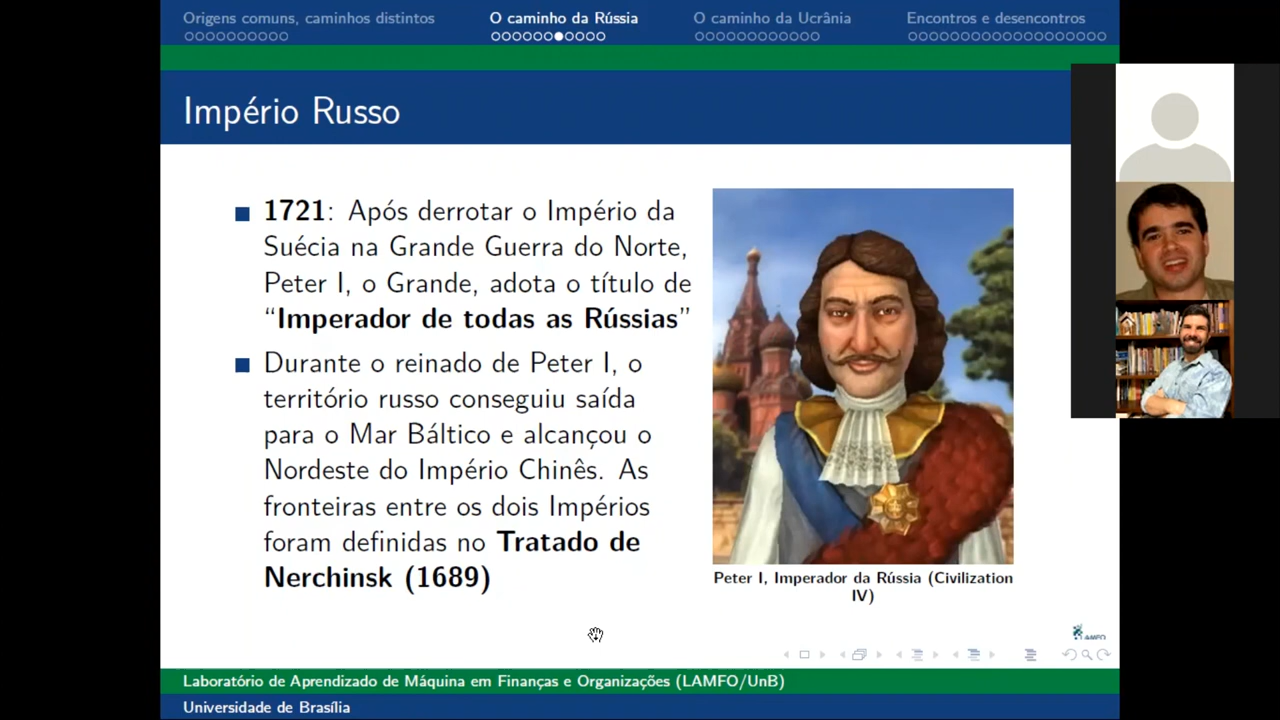 Origens comuns, caminhos distintos
O caminho da Rússia
O caminho da Ucrânia
Encontros e desencontros
Império Russo
1721: Após derrotar o Império da
Suécia na Grande Guerra do Norte,
Peter I, o Grande, adota o título de
“Imperador de todas as Rússias”
Durante o reinado de Peter I, o
território russo conseguiu saída
para o Mar Báltico e alcançou o
Nordeste do Império Chinês. As
fronteiras entre os dois Impérios
foram definidas no Tratado de
Nerchinsk (1689)
Peter I, Imperador da Rússia (Civilization
IV)
LAMFO
Laboratório de Aprendizado de Máquina em Finanças e Organizações (LAMFO/UnB)
Universidade de Brasília